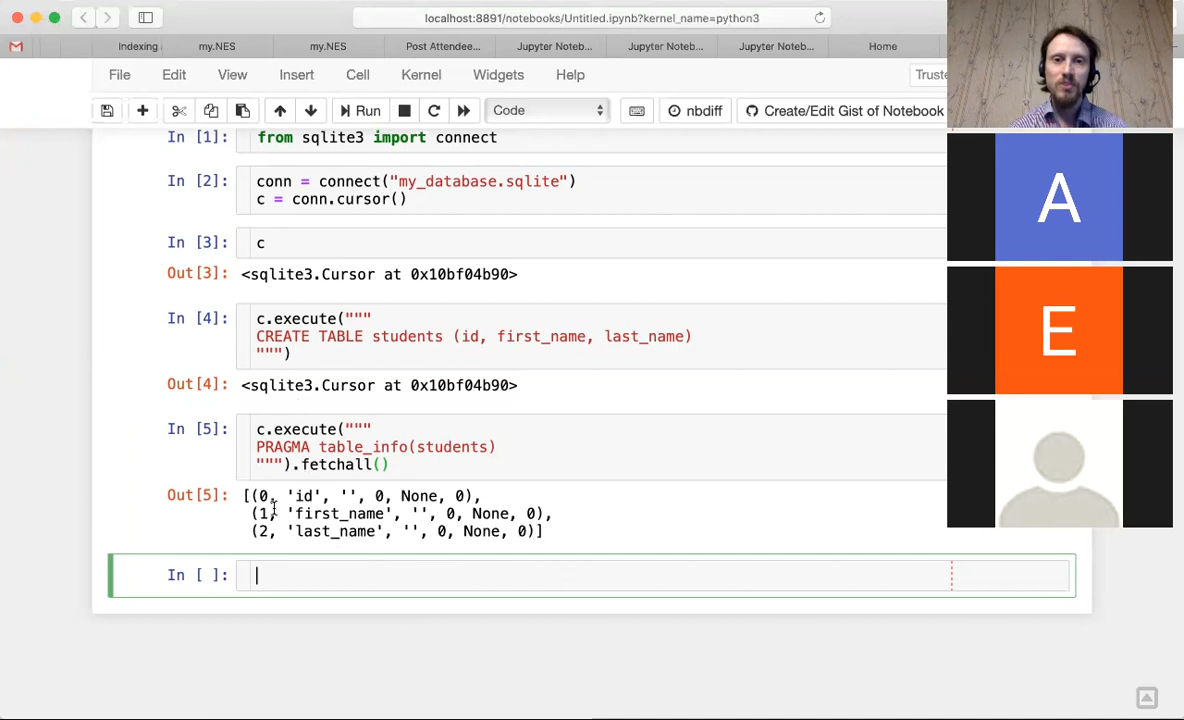 localhost:8891/notebooks/Untitled.ipynb?kernel_name=python3
Indexing my.NES my.NES Post Attendee... Jupyter Noteb... Jupyter Noteb... Jupyter Noteb... Home
File Edit View Insert Cell Kernel Widgets Help Truste
Run Code nbdiff Create/Edit Gist of Notebook
In [1]: from sqlite3 import connect
In [2]: conn = connect("my_database.sqlite")
c = conn.cursor()
In [3]: c
Out[3]: <sqlite3.Cursor at 0x10bf04b90>
In [4]: c.execute("""
CREATE TABLE students (id, first_name, last_name)
""")
Out[4]: <sqlite3.Cursor at 0x10bf04b90>
In [5]: c.execute("""
PRAGMA table_info(students)
""").fetchall()
Out[5]: [(0, 'id', '', 0, None, 0),
(1, 'first_name', '', 0, None, 0),
(2, 'last_name', '', 0, None, 0)]
In [ ]:
A
E